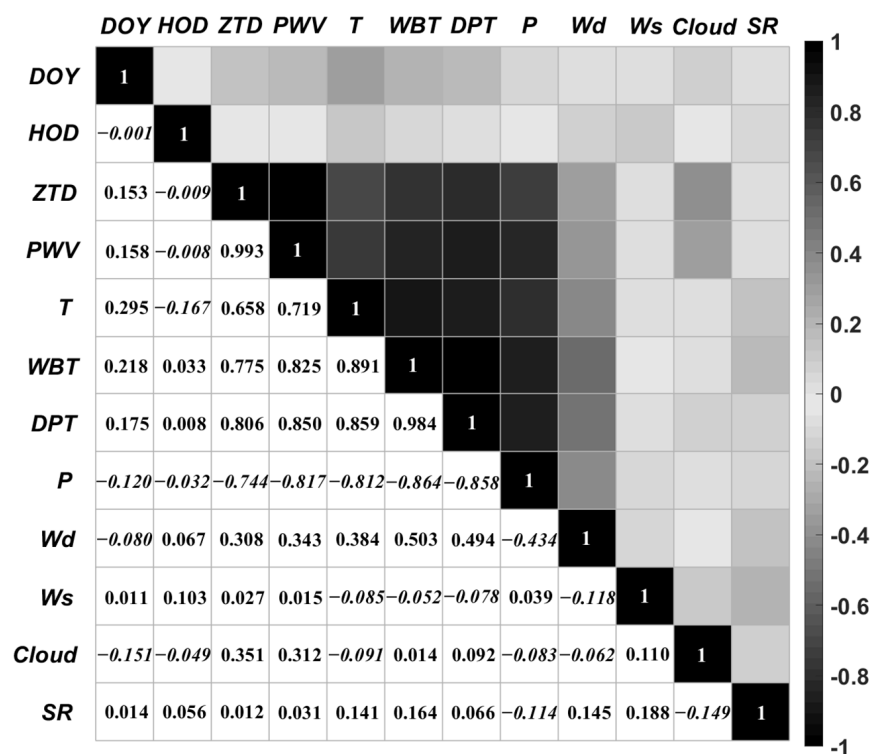 DOY HOD ZTD PWV T WBT DPT P Wd Ws Cloud SR
DOY 1
HOD −0.001 1
ZTD 0.153 −0.009 1
PWV 0.158 −0.008 0.993 1
T 0.295 −0.167 0.658 0.719 1
WBT 0.218 0.033 0.775 0.825 0.891 1
DPT 0.175 0.008 0.806 0.850 0.859 0.984 1
P −0.120 −0.032 −0.744 −0.817 −0.812 −0.864 −0.858 1
Wd −0.080 0.067 0.308 0.343 0.384 0.503 0.494 −0.434 1
Ws 0.011 0.103 0.027 0.015 −0.085 −0.052 −0.078 0.039 −0.118 1
Cloud −0.151 −0.049 0.351 0.312 −0.091 0.014 0.092 −0.083 −0.062 0.110 1
SR 0.014 0.056 0.012 0.031 0.141 0.164 0.066 −0.114 0.145 0.188 −0.149 1
1
0.8
0.6
0.4
0.2
0
-0.2
-0.4
-0.6
-0.8
-1